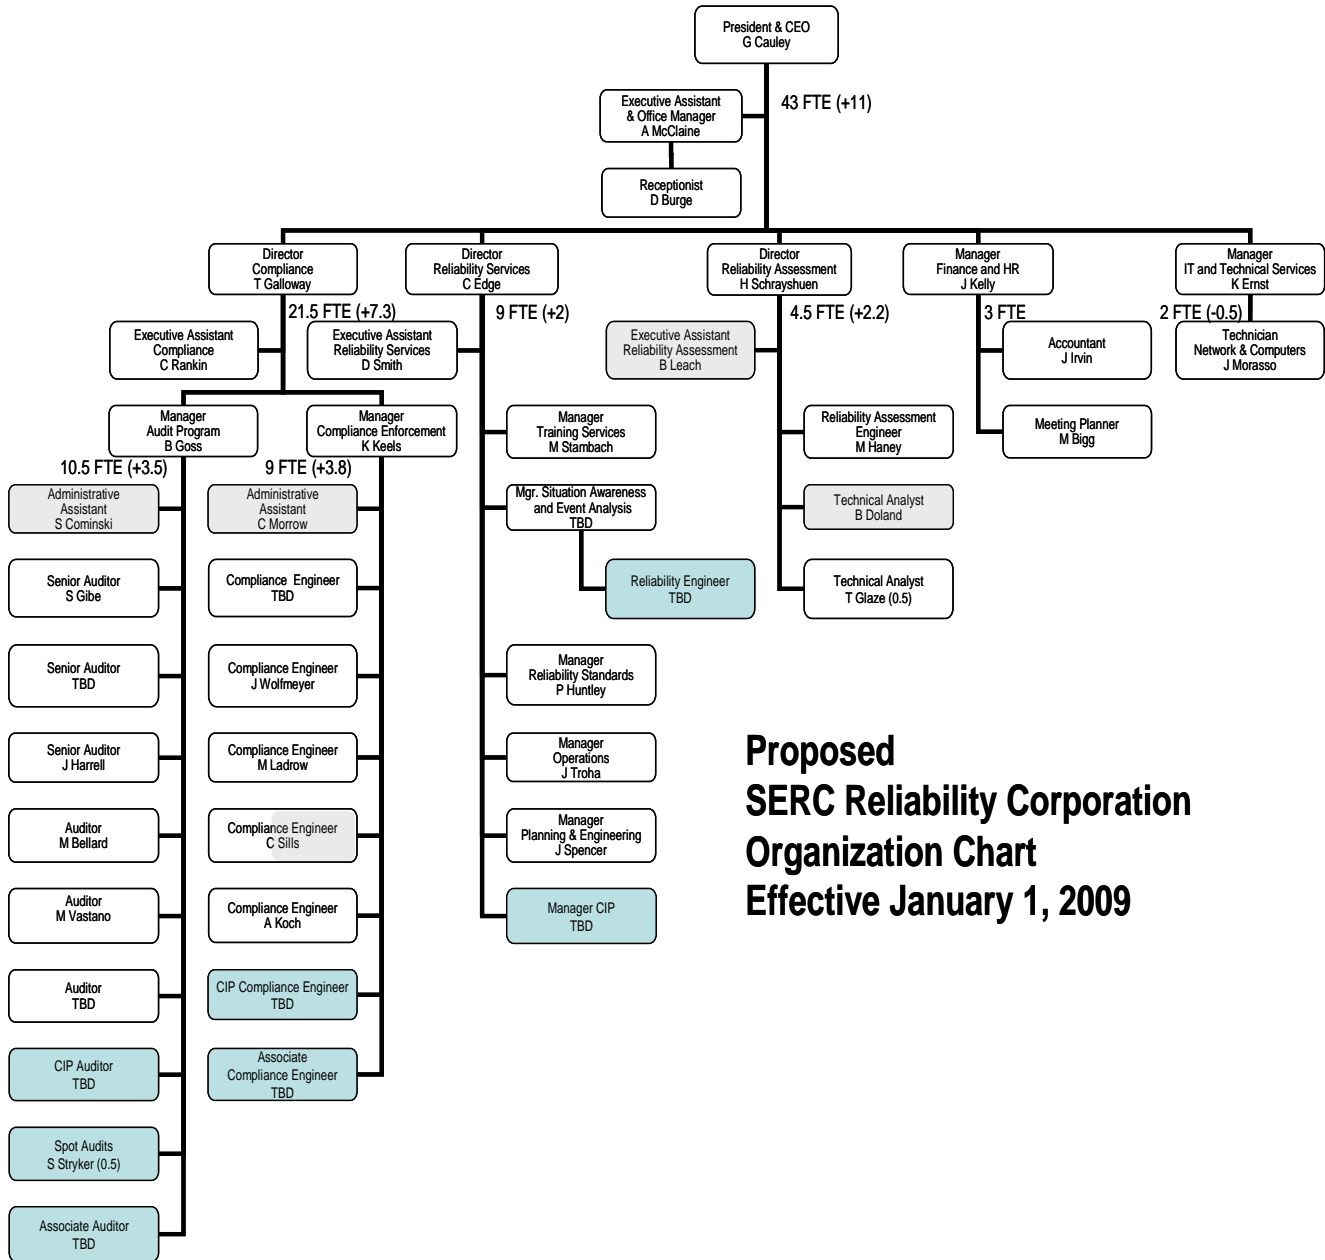 President & CEO
G Cauley
43 FTE (+11)
Executive Assistant
& Office Manager
A McClaine
Receptionist
D Burge
Director
Compliance
T Galloway
Director
Reliability Services
C Edge
Director
Reliability Assessment
H Schrayshuen
Manager
Finance and HR
J Kelly
Manager
IT and Technical Services
K Ernst
21.5 FTE (+7.3)
9 FTE (+2)
4.5 FTE (+2.2)
3 FTE
2 FTE (-0.5)
Executive Assistant
Compliance
C Rankin
Executive Assistant
Reliability Services
D Smith
Executive Assistant
Reliability Assessment
B Leach
Accountant
J Irvin
Technician
Network & Computers
J Morasso
Manager
Audit Program
B Goss
Manager
Compliance Enforcement
K Keels
Manager
Training Services
M Stambach
Reliability Assessment
Engineer
M Haney
Meeting Planner
M Bigg
10.5 FTE (+3.5)
9 FTE (+3.8)
Administrative
Assistant
S Cominski
Administrative
Assistant
C Morrow
Mgr. Situation Awareness
and Event Analysis
TBD
Technical Analyst
B Doland
Senior Auditor
S Gibe
Compliance Engineer
TBD
Reliability Engineer
TBD
Technical Analyst
T Glaze (0.5)
Senior Auditor
TBD
Compliance Engineer
J Wolfmeyer
Manager
Reliability Standards
P Huntley
Senior Auditor
J Harrell
Compliance Engineer
M Ladrow
Manager
Operations
J Troha
Auditor
M Bellard
Compliance Engineer
C Sills
Manager
Planning & Engineering
J Spencer
Auditor
M Vastano
Compliance Engineer
A Koch
Manager CIP
TBD
Auditor
TBD
CIP Compliance Engineer
TBD
CIP Auditor
TBD
Associate
Compliance Engineer
TBD
Spot Audits
S Stryker (0.5)
Associate Auditor
TBD
Proposed
SERC Reliability Corporation
Organization Chart
Effective January 1, 2009